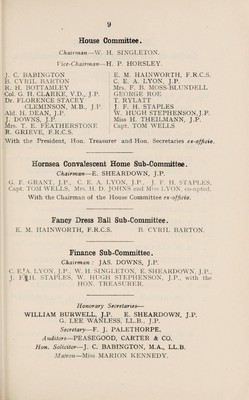 9
House Committee.
Chairman—W. H. SINGLETON.
Vice-Chairman—H. P. HORSLEY.
J. C. BABINGTON
B. CYRIL BARTON
R. H. BOTTAMLEY
Col. G. H. CLARKE, V.D., J.P.
Dr. FLORENCE STACEY
CLEMINSON, M.B., J.P.
Ald. H. DEAN, J.P.
J. DOWNS, J.P.
Mrs. T. E. FEATHERSTONE
R. GRIEVE, F.R.C.S.
E. M. HAINWORTH, F.R.C.S.
C. E. A. LYON, J.P.
Mrs. F. B. MOSS-BLUNDELL
GEORGE ROE
T. RYLATT
J. F. H. STAPLES
W. HUGH STEPHENSON, J.P.
Miss H. THEILMANN, J.P.
Capt. TOM WELLS
With the President, Hon. Treasurer and Hon. Secretaries ex-officio.
Hornsea Convalescent Home Sub-Committee.
Chairman—E. SHEARDOWN, J.P.
G. F. GRANT, J.P., C. E. A. LYON, J.P., J. F. H. STAPLES,
Capt. TOM WELLS, Mrs. H. D. JOHNS and Miss LYON, co-opted.
With the Chairman of the House Committee ex-officio.
Fancy Dress Ball Sub-Committee.
E. M. HAINWORTH, F.R.C.S. B. CYRIL BARTON.
Finance Sub-Committee.
Chairman : JAS. DOWNS, J.P.
C. E. A. LYON, J.P., W. H. SINGLETON, E. SHEARDOWN, J.P.,
J. F. H. STAPLES, W. HUGH STEPHENSON, J.P., with the
HON. TREASURER.
Honorary Secretaries—
WILLIAM BURWELL, J.P. E. SHEARDOWN, J.P.
G. LEE WANLESS, LL.B., J.P.
Secretary—F. J. PALETHORPE.
Auditors—PEASEGOOD, CARTER & CO.
Hon. Solicitor—J. C. BABINGTON, M.A., LL.B.
Matron—Miss MARION KENNEDY.